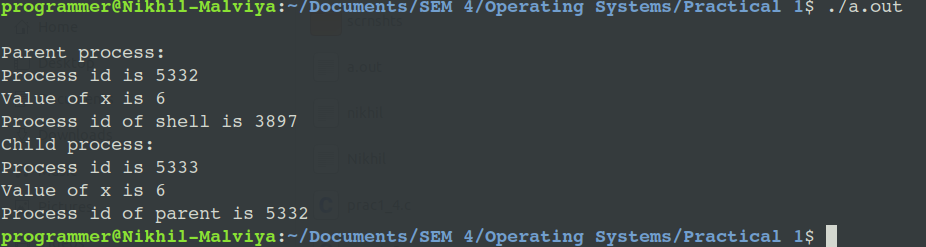 programmer@Nikhil-Malviya:~/Documents/SEM 4/Operating Systems/Practical 1$ ./a.out
Parent process:
Process id is 5332
Value of x is 6
Process id of shell is 3897
Child process:
Process id is 5333
Value of x is 6
Process id of parent is 5332
programmer@Nikhil-Malviya:~/Documents/SEM 4/Operating Systems/Practical 1$